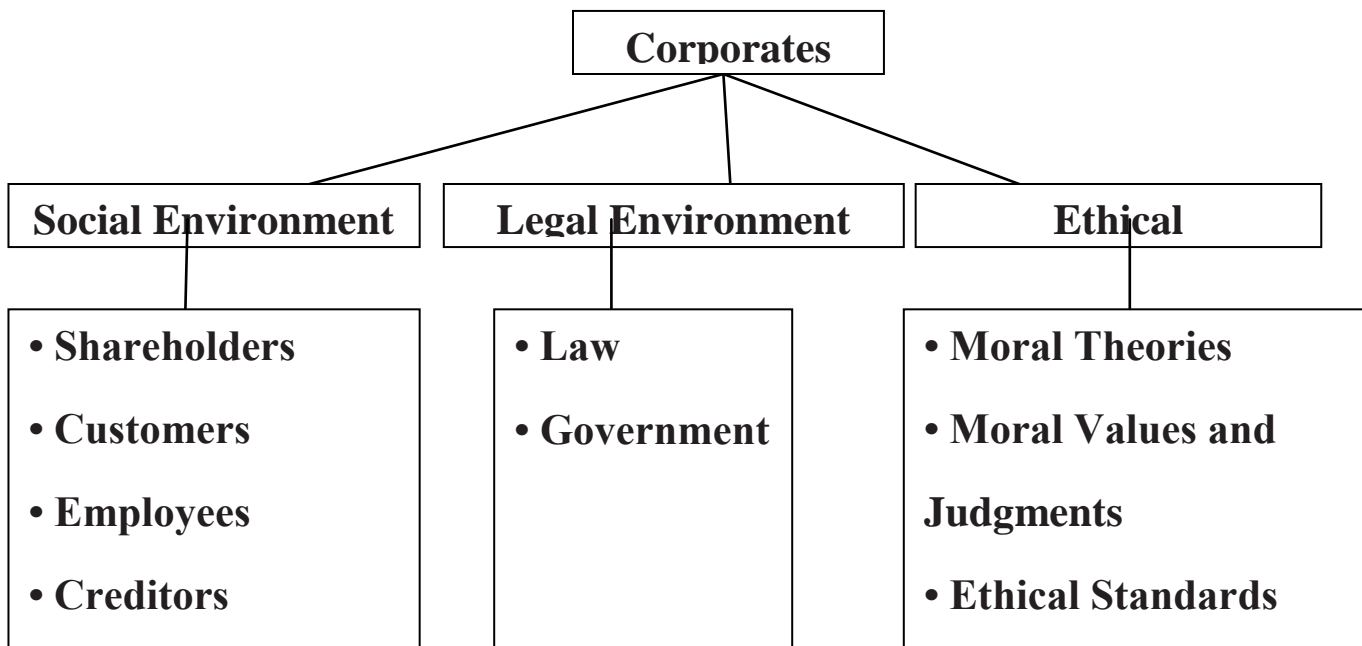 Corporates
Social Environment
Legal Environment
Ethical
• Shareholders
• Customers
• Employees
• Creditors
• Law
• Government
• Moral Theories
• Moral Values and
Judgments
• Ethical Standards